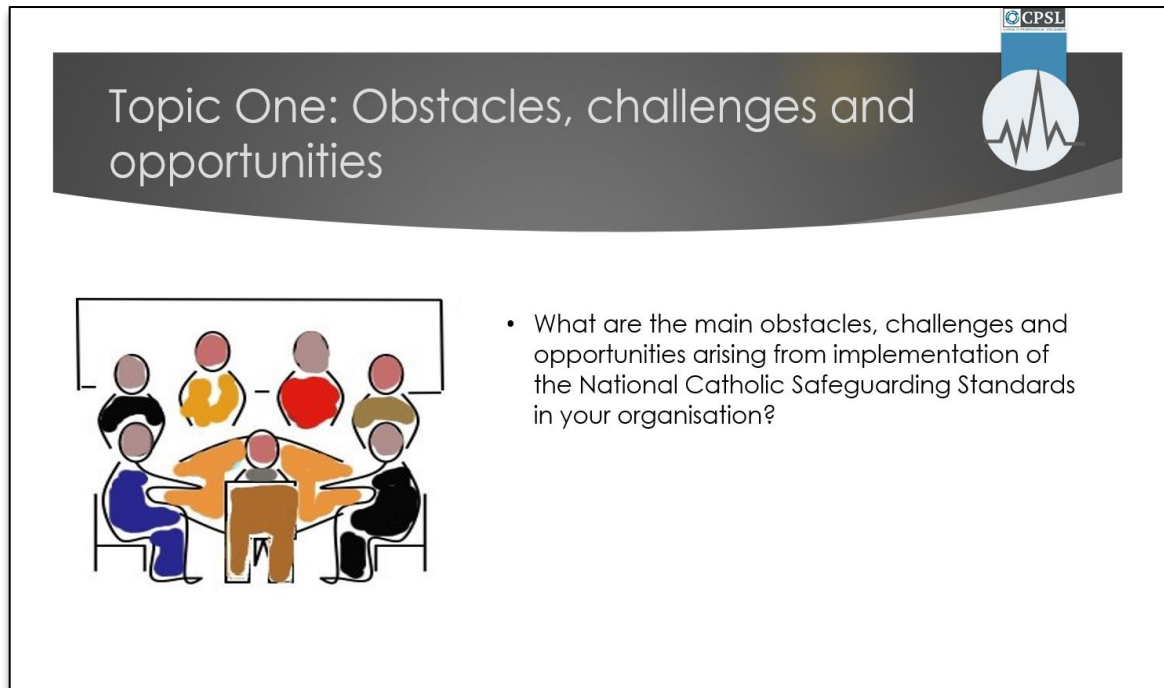 CPSL
Topic One: Obstacles, challenges and
opportunities
• What are the main obstacles, challenges and
opportunities arising from implementation of
the National Catholic Safeguarding Standards
in your organisation?